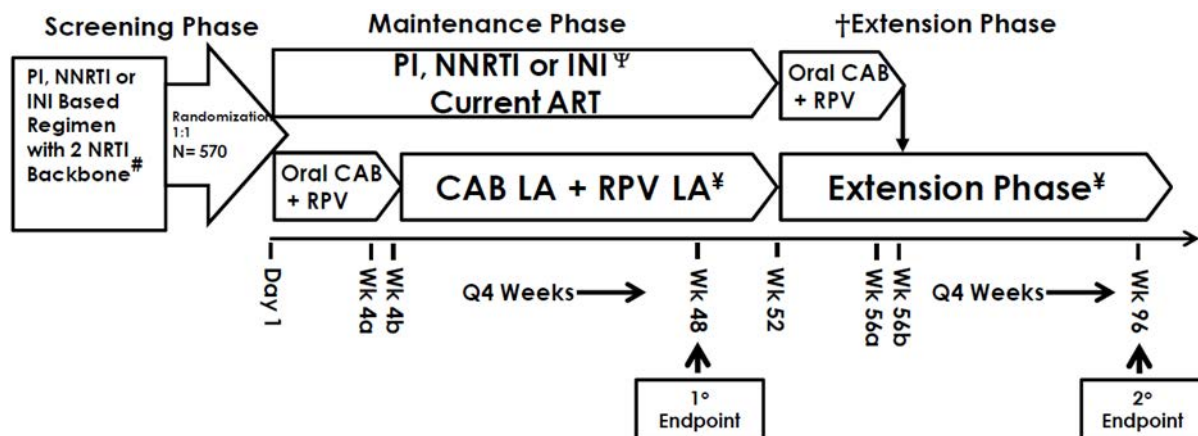 Screening Phase
Maintenance Phase
†Extension Phase
PI, NNRTI or
INI Based
Regimen
with 2 NRTI
Backbone#
Randomization
1:1
N= 570
PI, NNRTI or INIΨ
Current ART
Oral CAB
+ RPV
Oral CAB
+ RPV
CAB LA + RPV LA¥
Extension Phase¥
Day 1
Wk 4a
Wk 4b
Q4 Weeks
Wk 48
Wk 52
Wk 56a
Wk 56b
Q4 Weeks
Wk 96
1°
Endpoint
2°
Endpoint